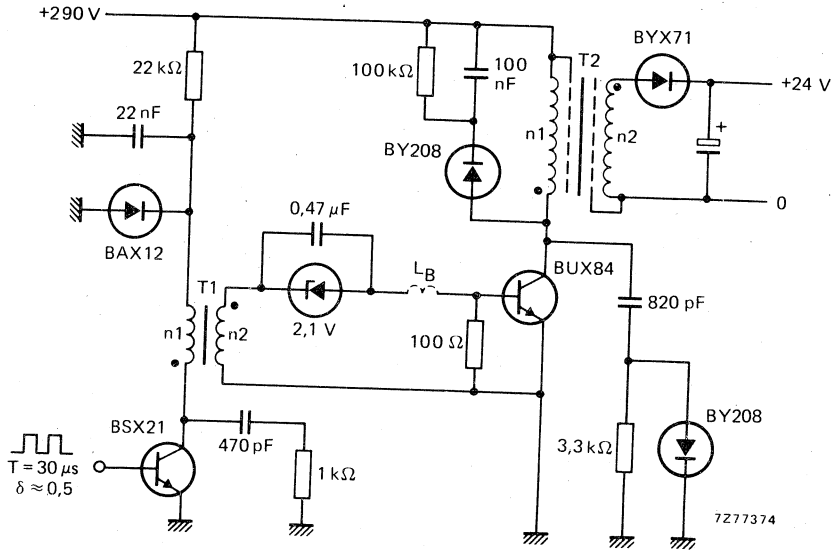 +290 V
22 kΩ
22 nF
BAX12
100 kΩ
100
nF
BY208
T2
n1
n2
BYX71
+24 V
+
0
0,47 μF
2,1 V
LB
T1
n1
n2
100 Ω
BUX84
820 pF
3,3 kΩ
BY208
BSX21
470 pF
1 kΩ
T = 30 μs
δ ≈ 0,5
7Z77374